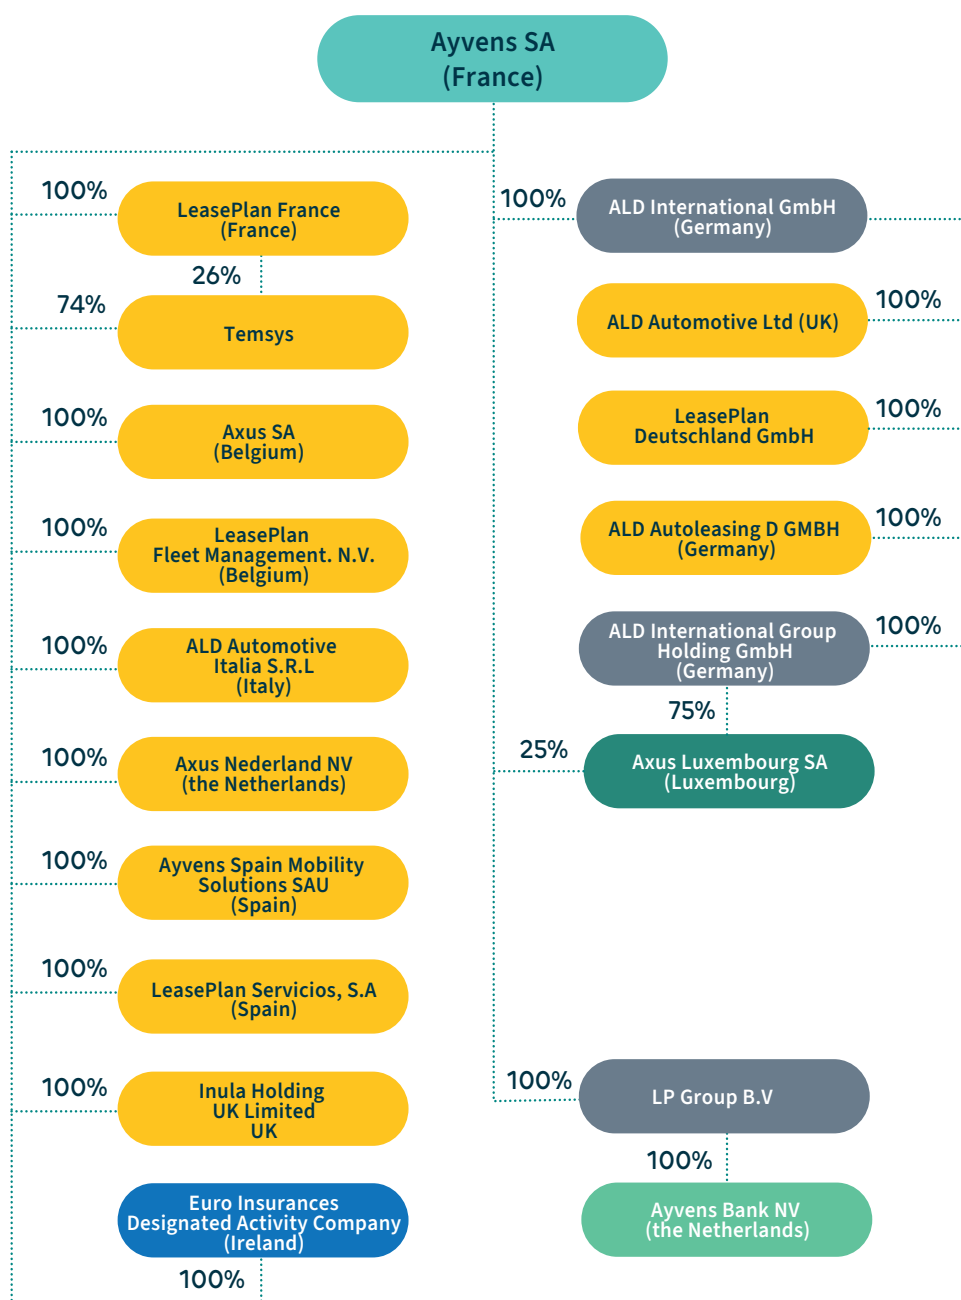 Ayvens SA
(France)
100%
LeasePlan France
(France)
26%
74%
Temsys
100%
Axus SA
(Belgium)
100%
LeasePlan
Fleet Management. N.V.
(Belgium)
100%
ALD Automotive
Italia S.R.L
(Italy)
100%
Axus Nederland NV
(the Netherlands)
100%
Ayvens Spain Mobility
Solutions SAU
(Spain)
100%
LeasePlan Servicios, S.A
(Spain)
100%
Inula Holding
UK Limited
UK
Euro Insurances
Designated Activity Company
(Ireland)
100%
100%
ALD International GmbH
(Germany)
ALD Automotive Ltd (UK)
100%
LeasePlan
Deutschland GmbH
100%
ALD Autoleasing D GMBH
(Germany)
100%
ALD International Group
Holding GmbH
(Germany)
100%
75%
25%
Axus Luxembourg SA
(Luxembourg)
100%
LP Group B.V
100%
Ayvens Bank NV
(the Netherlands)